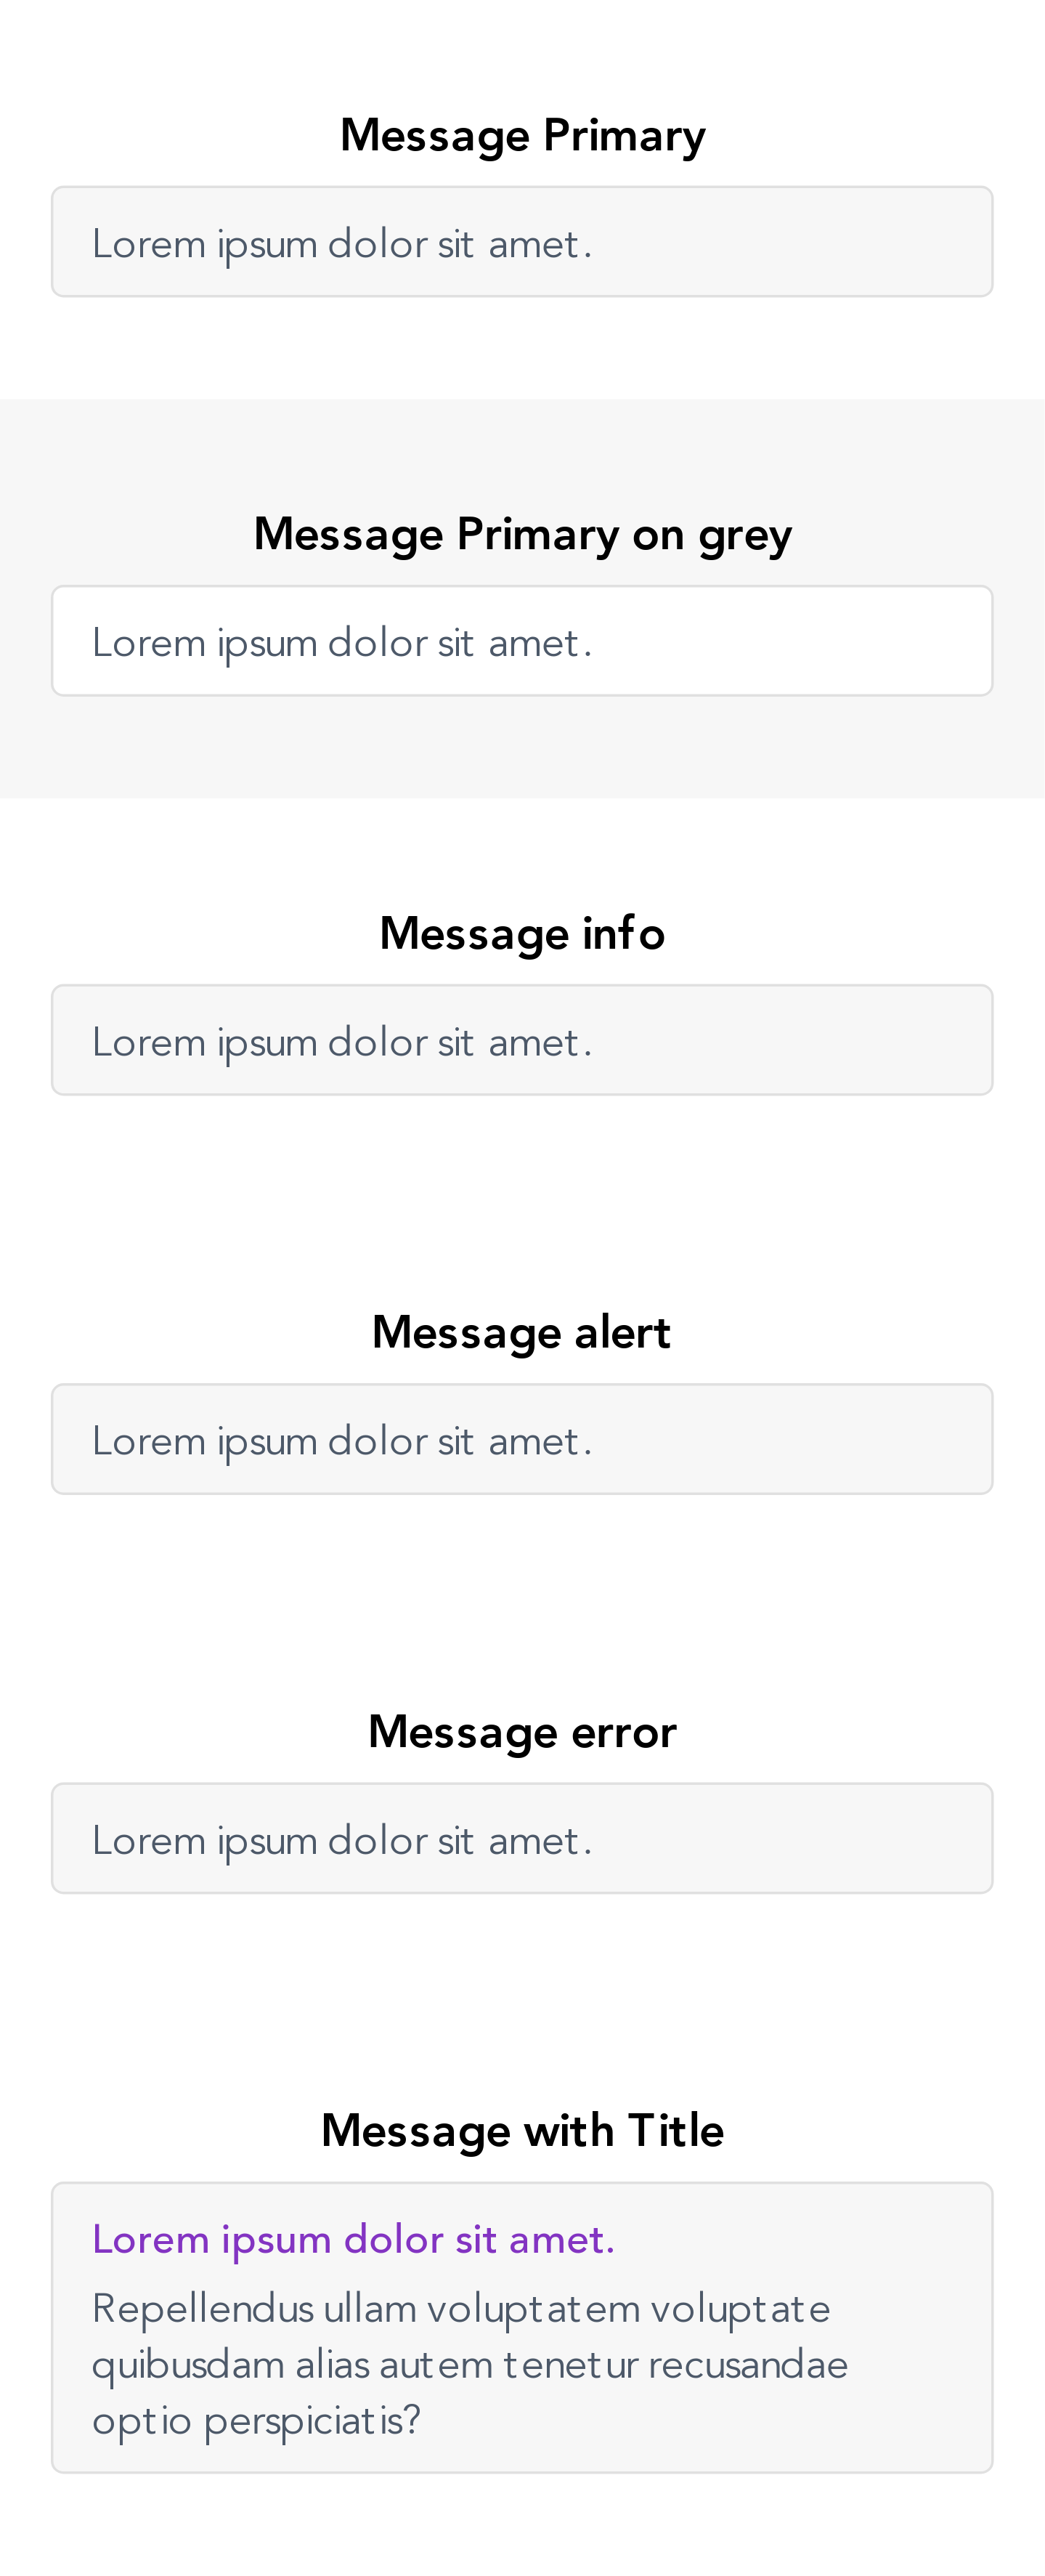 Message Primary
Lorem ipsum dolor sit amet.
Message Primary on grey
Lorem ipsum dolor sit amet.
Message info
Lorem ipsum dolor sit amet.
Message alert
Lorem ipsum dolor sit amet.
Message error
Lorem ipsum dolor sit amet.
Message with Title
Lorem ipsum dolor sit amet.
Repellendus ullam voluptatem voluptate
quibusdam alias autem tenetur recusandae
optio perspiciatis?